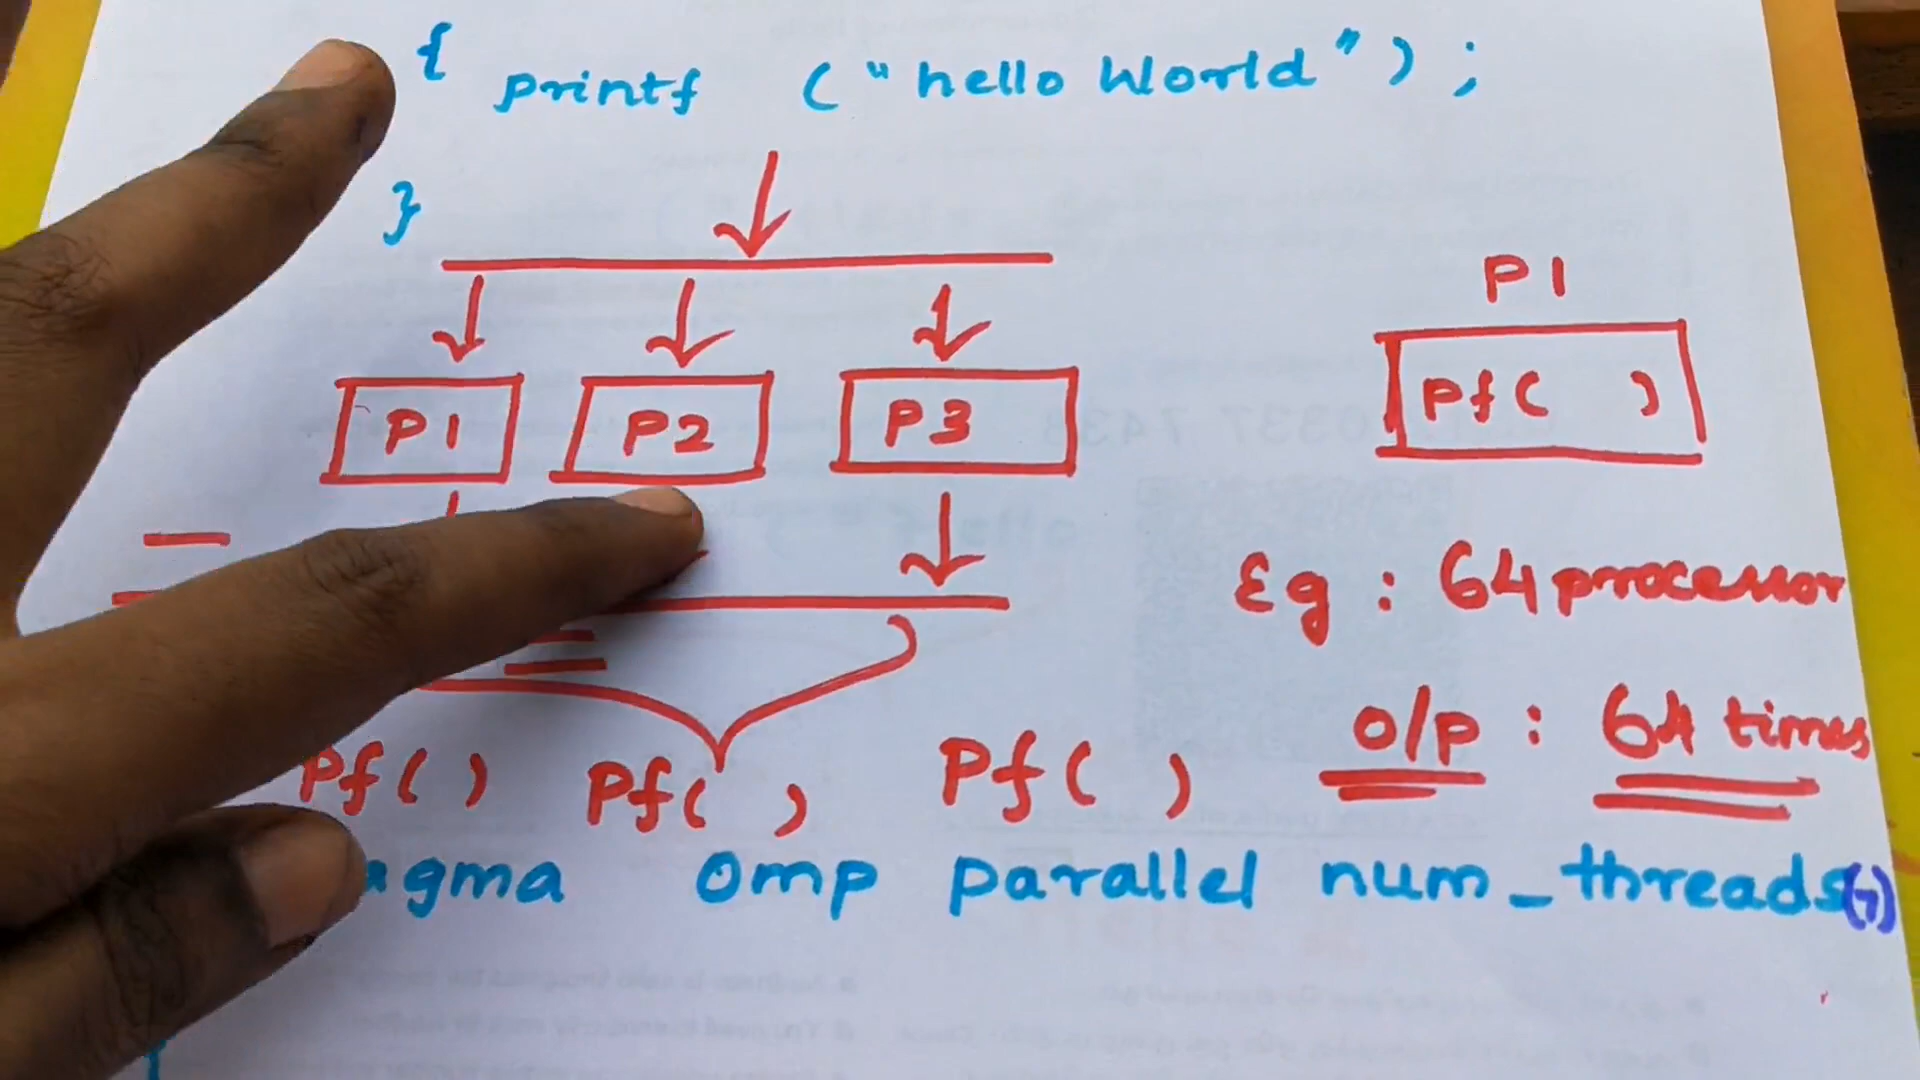 {
printf ("hello World");
}
P1
P1 P2 P3
Pf( )
Eg : 64 processor
o/p : 64 times
Pf( ) Pf( ) Pf( )
agma omp parallel num_threads(7)